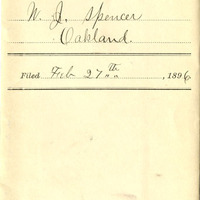 W. J. Spencer
Oakland.
Filed Feb 27th , 1896